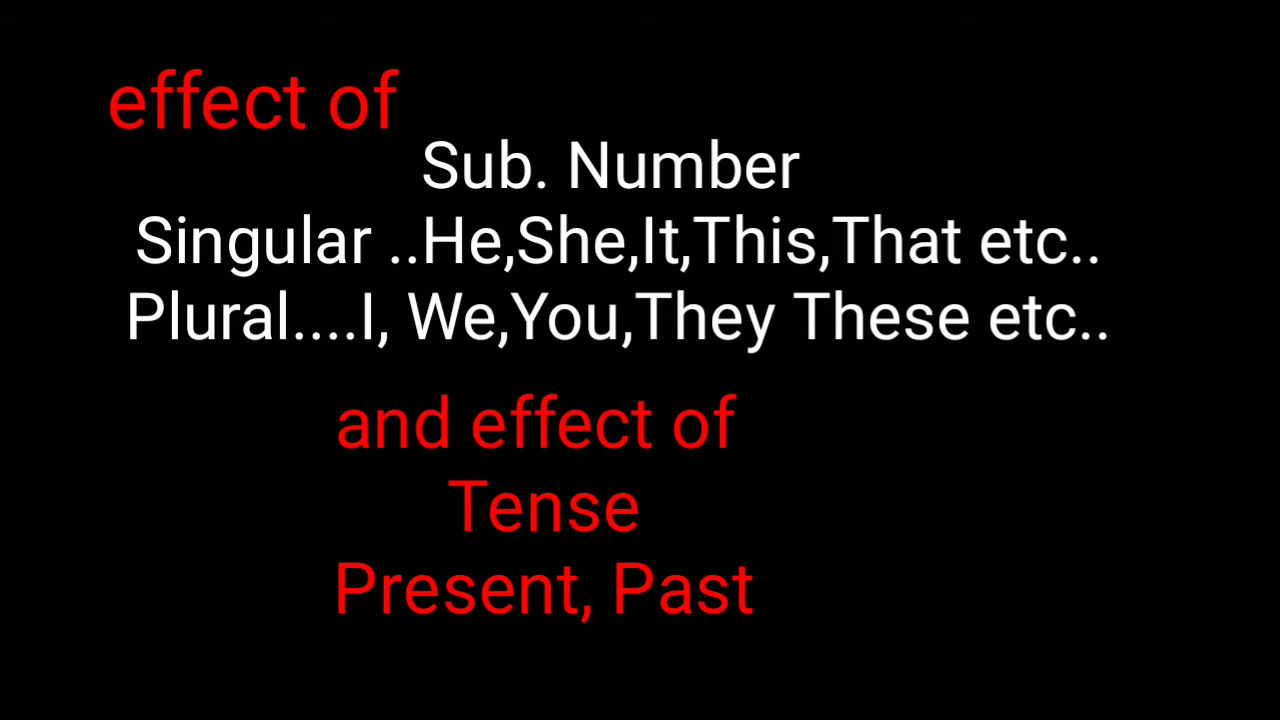 effect of
Sub. Number
Singular ..He,She,It,This,That etc..
Plural....I, We,You,They These etc..
and effect of
Tense
Present, Past